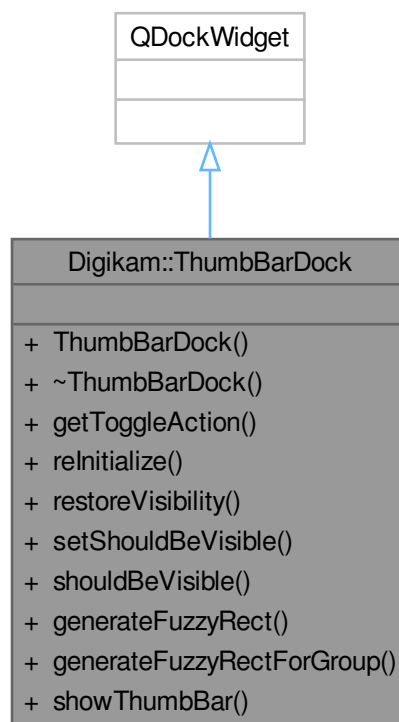 QDockWidget
Digikam::ThumbBarDock
+ ThumbBarDock()
+ ~ThumbBarDock()
+ getToggleAction()
+ reInitialize()
+ restoreVisibility()
+ setShouldBeVisible()
+ shouldBeVisible()
+ generateFuzzyRect()
+ generateFuzzyRectForGroup()
+ showThumbBar()